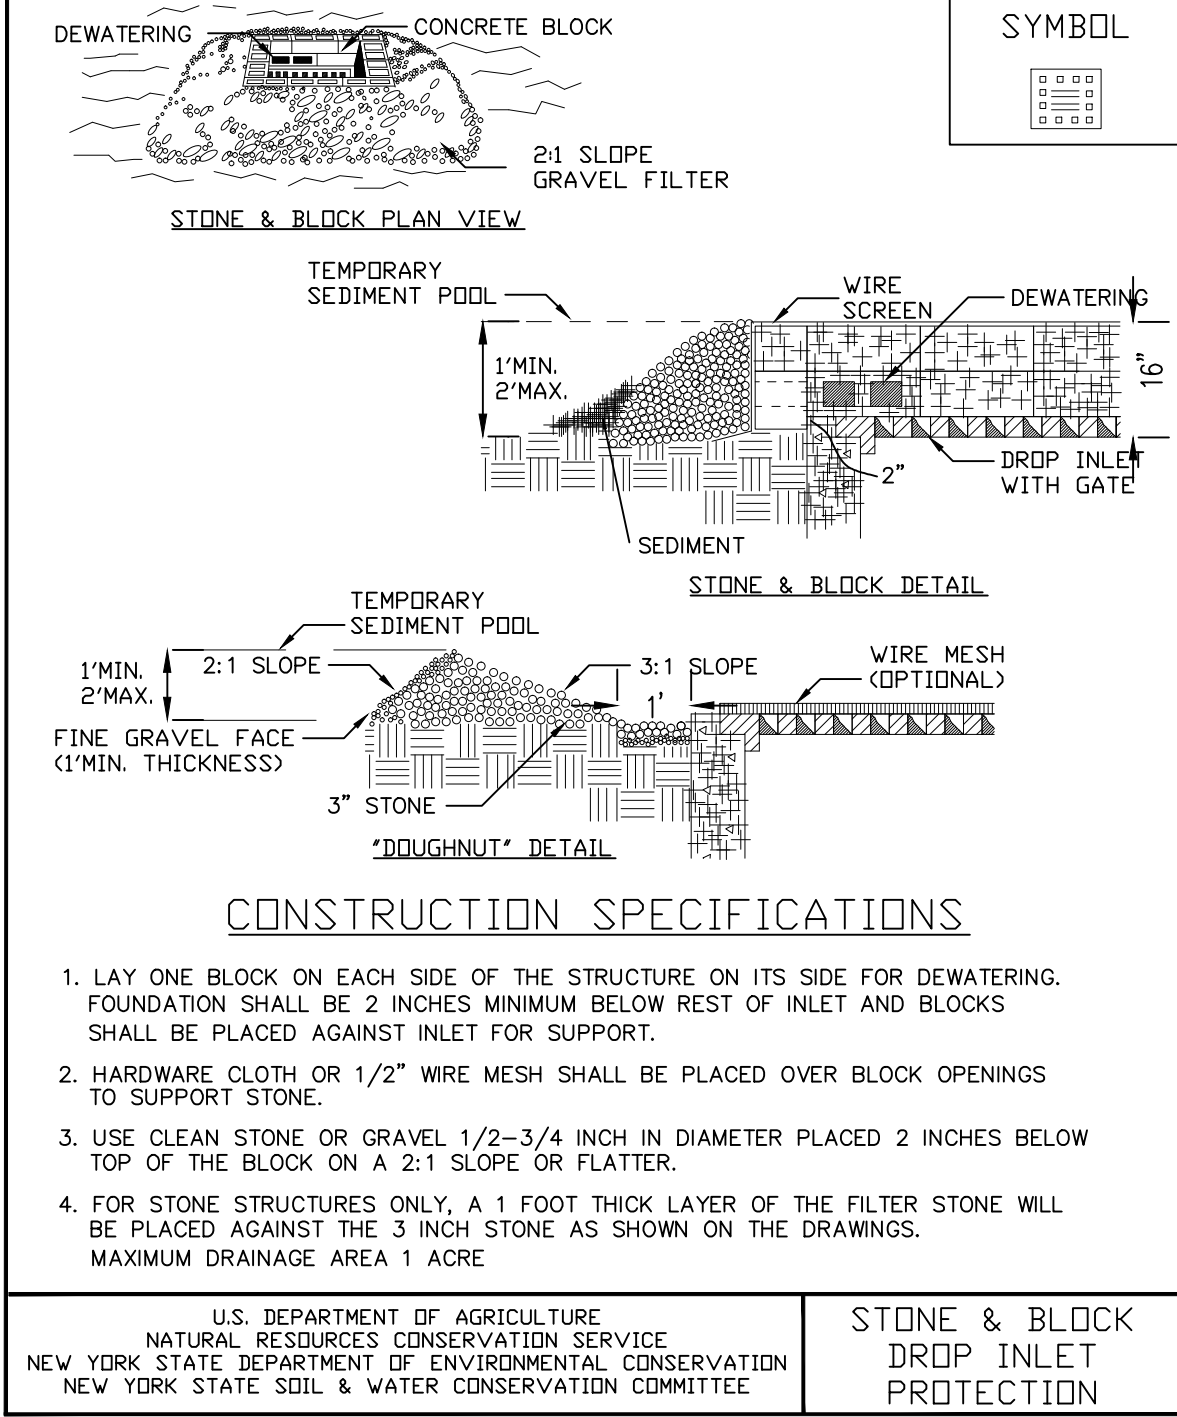 DEWATERING
CONCRETE BLOCK
SYMBOL
2:1 SLOPE
GRAVEL FILTER
STONE & BLOCK PLAN VIEW
TEMPORARY
SEDIMENT POOL
WIRE
SCREEN
DEWATERING
1'MIN.
2'MAX.
16"
DROP INLET
WITH GATE
2"
SEDIMENT
STONE & BLOCK DETAIL
TEMPORARY
SEDIMENT POOL
1'MIN.
2'MAX.
2:1 SLOPE
3:1 SLOPE
1'
WIRE MESH
(OPTIONAL)
FINE GRAVEL FACE
(1'MIN. THICKNESS)
3" STONE
"DOUGHNUT" DETAIL
CONSTRUCTION SPECIFICATIONS
1. LAY ONE BLOCK ON EACH SIDE OF THE STRUCTURE ON ITS SIDE FOR DEWATERING.
FOUNDATION SHALL BE 2 INCHES MINIMUM BELOW REST OF INLET AND BLOCKS
SHALL BE PLACED AGAINST INLET FOR SUPPORT.
2. HARDWARE CLOTH OR 1/2" WIRE MESH SHALL BE PLACED OVER BLOCK OPENINGS
TO SUPPORT STONE.
3. USE CLEAN STONE OR GRAVEL 1/2-3/4 INCH IN DIAMETER PLACED 2 INCHES BELOW
TOP OF THE BLOCK ON A 2:1 SLOPE OR FLATTER.
4. FOR STONE STRUCTURES ONLY, A 1 FOOT THICK LAYER OF THE FILTER STONE WILL
BE PLACED AGAINST THE 3 INCH STONE AS SHOWN ON THE DRAWINGS.
MAXIMUM DRAINAGE AREA 1 ACRE
U.S. DEPARTMENT OF AGRICULTURE
NATURAL RESOURCES CONSERVATION SERVICE
NEW YORK STATE DEPARTMENT OF ENVIRONMENTAL CONSERVATION
NEW YORK STATE SOIL & WATER CONSERVATION COMMITTEE
STONE & BLOCK
DROP INLET
PROTECTION